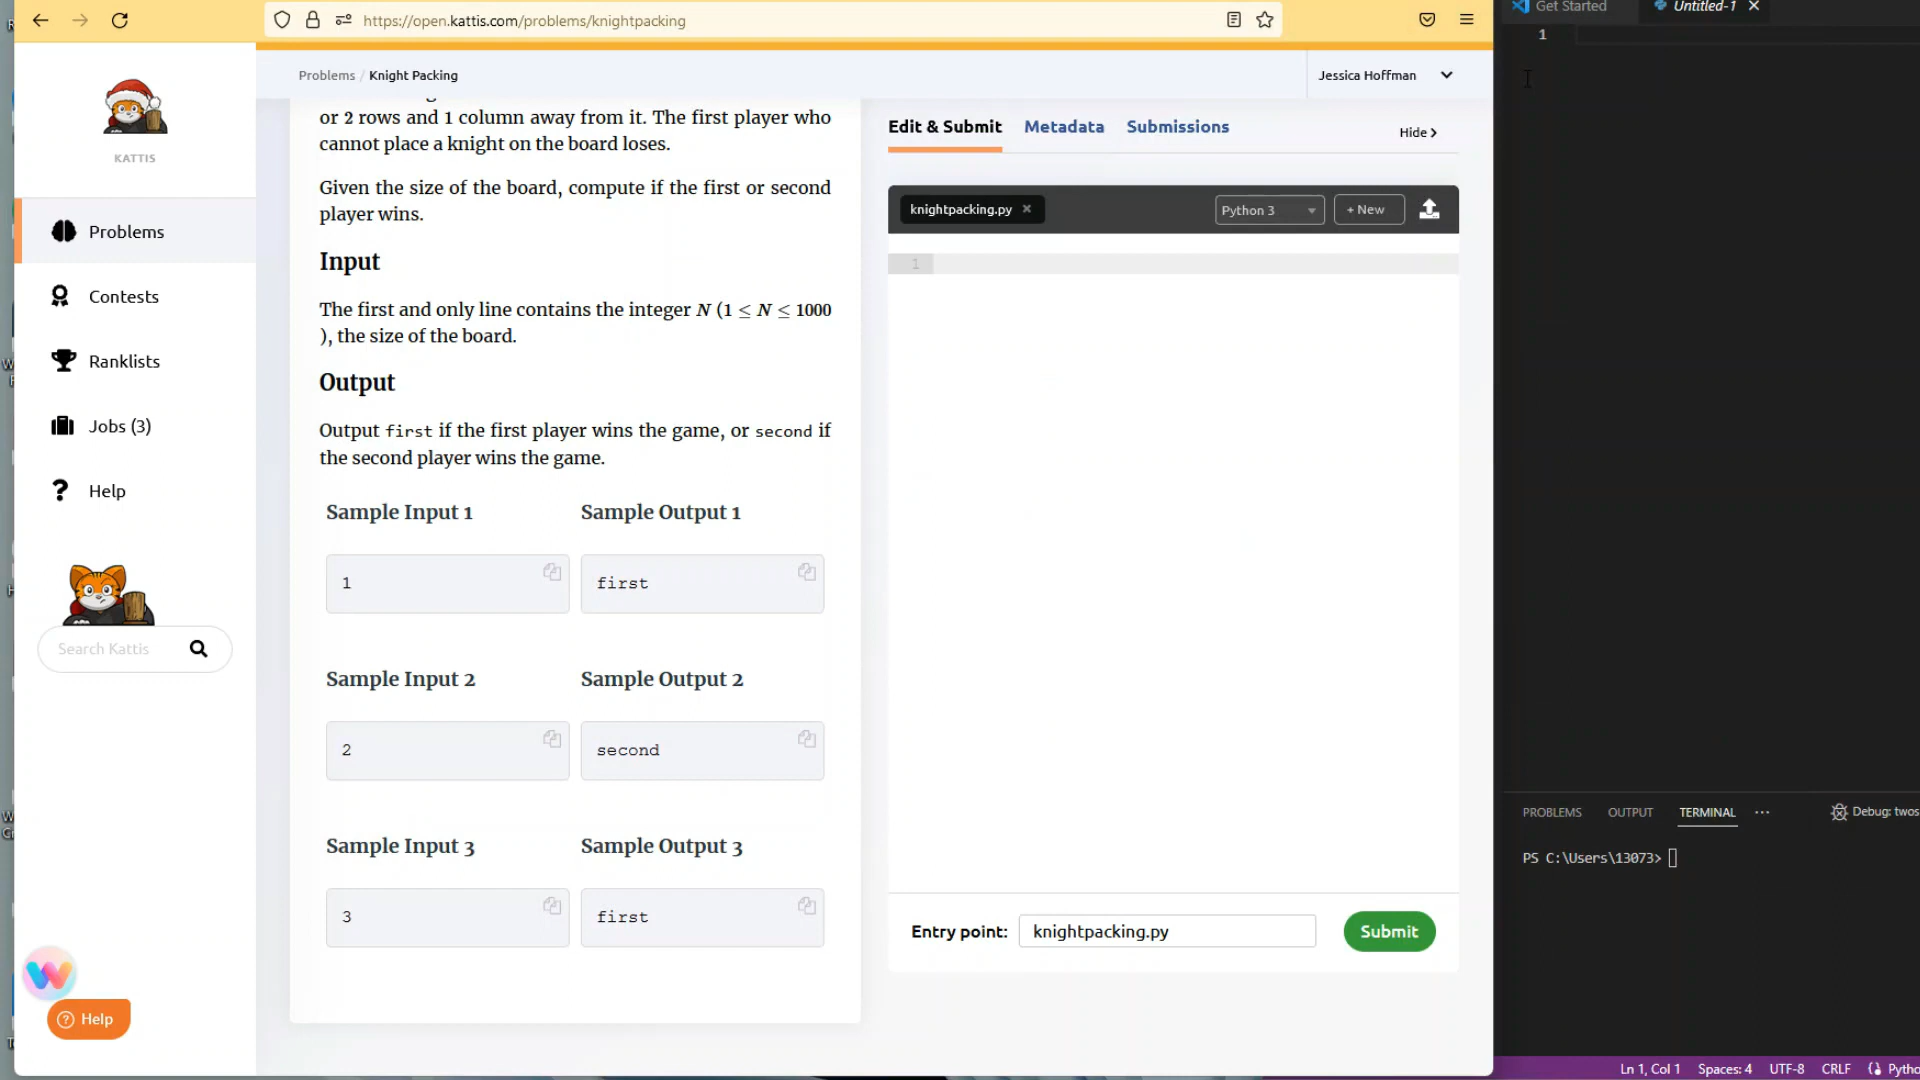 https://open.kattis.com/problems/knightpacking
Get Started
Untitled-1
1
Problems / Knight Packing
Jessica Hoffman
KATTIS
Problems
Contests
Ranklists
Jobs (3)
Help
Search Kattis
Help
or 2 rows and 1 column away from it. The first player who
cannot place a knight on the board loses.
Given the size of the board, compute if the first or second
player wins.
Input
The first and only line contains the integer N (1 ≤ N ≤ 1000
), the size of the board.
Output
Output first if the first player wins the game, or second if
the second player wins the game.
Sample Input 1
Sample Output 1
1
first
Sample Input 2
Sample Output 2
2
second
Sample Input 3
Sample Output 3
3
first
Edit & Submit
Metadata
Submissions
Hide
knightpacking.py
Python 3
+ New
1
Entry point:
knightpacking.py
Submit
PROBLEMS
OUTPUT
TERMINAL
Debug: twos
PS C:\Users\13073>
Ln 1, Col 1
Spaces: 4
UTF-8
CRLF
Pytho